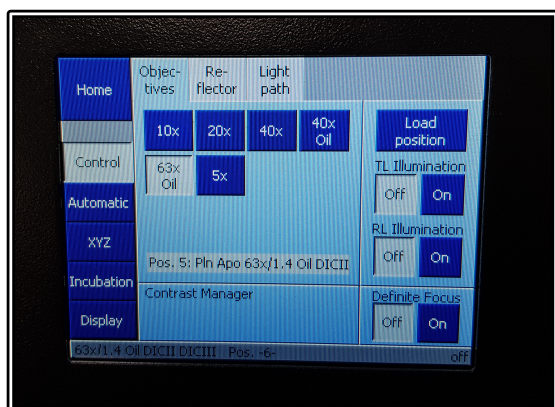 Home
Control
Automatic
XYZ
Incubation
Display
Objec-
tives
Re-
flector
Light
path
10x
20x
40x
40x
Oil
63x
Oil
5x
Pos. 5: Pln Apo 63x/1.4 Oil DICII
Contrast Manager
Load
position
TL Illumination
Off On
RL Illumination
Off On
Definite Focus
Off On
63x/1.4 Oil DICII DICIII Pos. -6- off